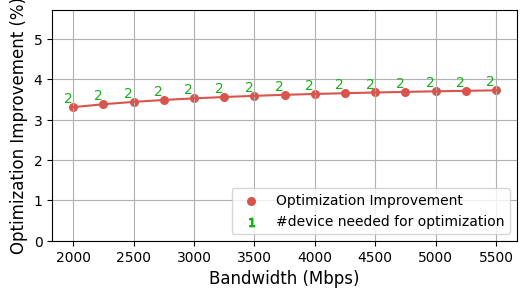 Optimization Improvement (%)
5
4
3
2
1
0
2 2 2 2 2 2 2 2 2 2 2 2 2 2 2
Optimization Improvement
1 #device needed for optimization
2000 2500 3000 3500 4000 4500 5000 5500
Bandwidth (Mbps)